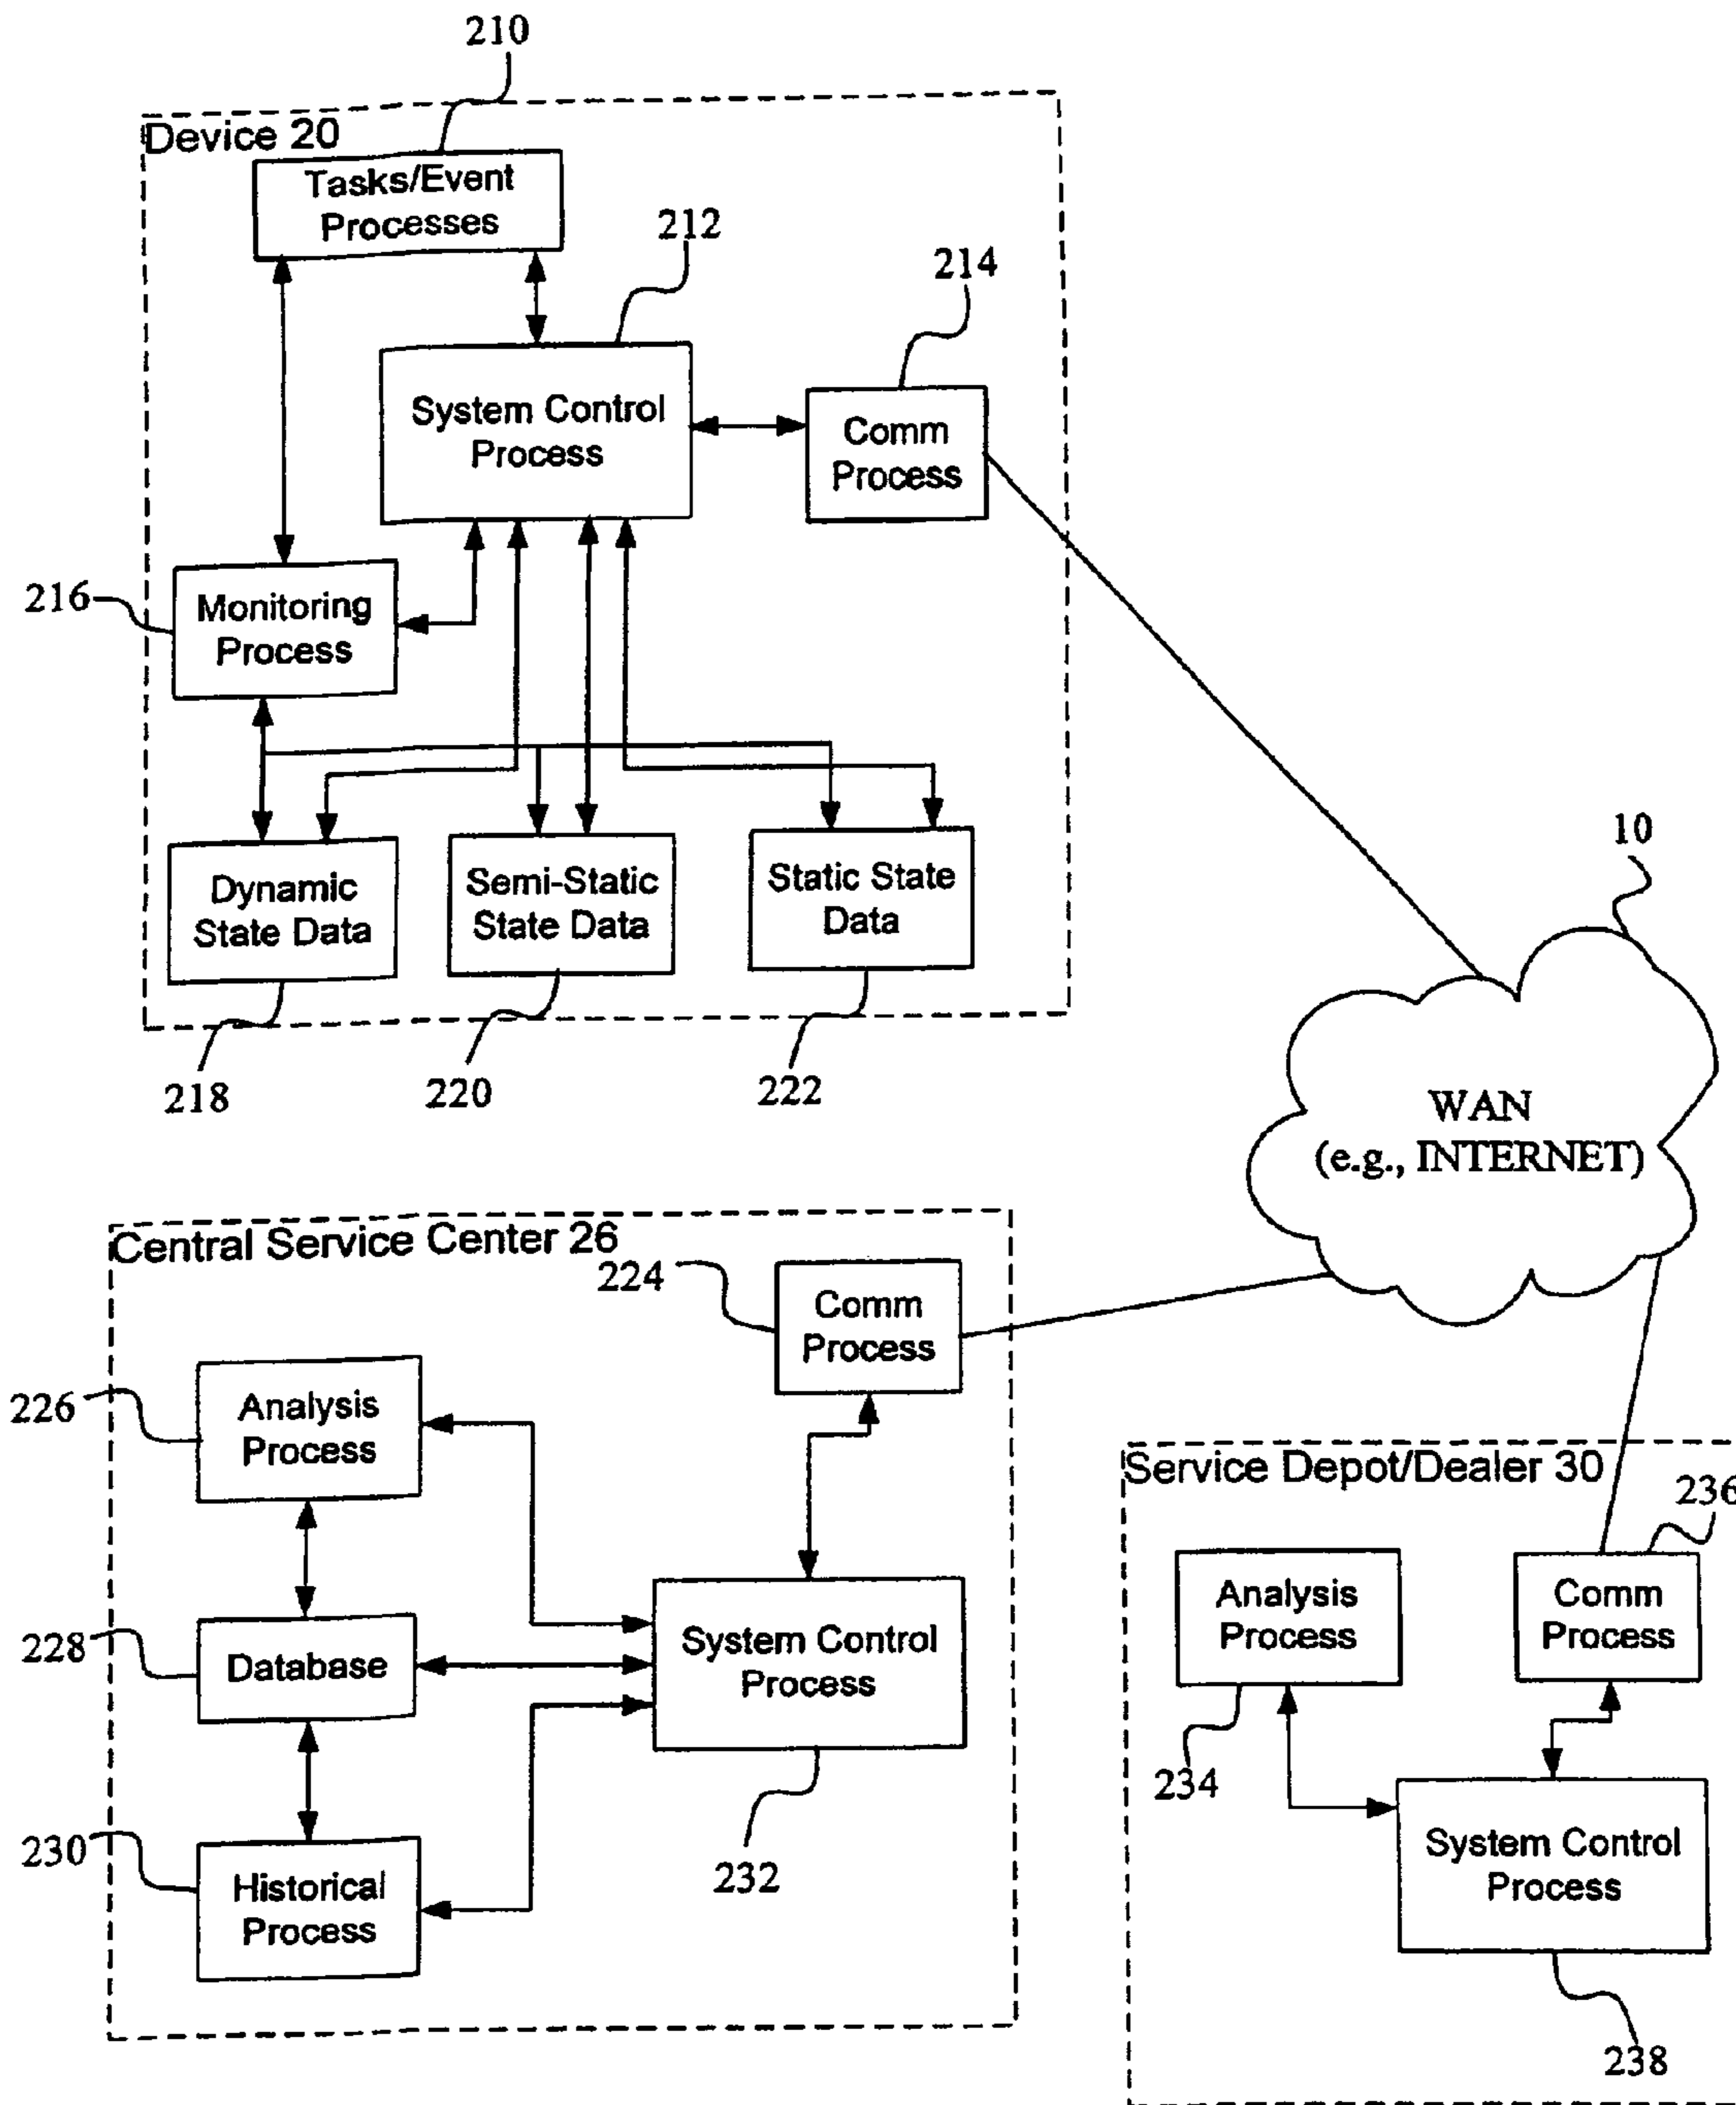 210
Device 20
Tasks/Event
Processes
212
214
System Control
Process
Comm
Process
216
Monitoring
Process
10
Dynamic
State Data
Semi-Static
State Data
Static State
Data
218
220
222
WAN
(e.g., INTERNET)
Central Service Center 26
224
Comm
Process
226
Analysis
Process
228
Database
System Control
Process
230
Historical
Process
232
Service Depot/Dealer 30
236
Analysis
Process
Comm
Process
234
System Control
Process
238